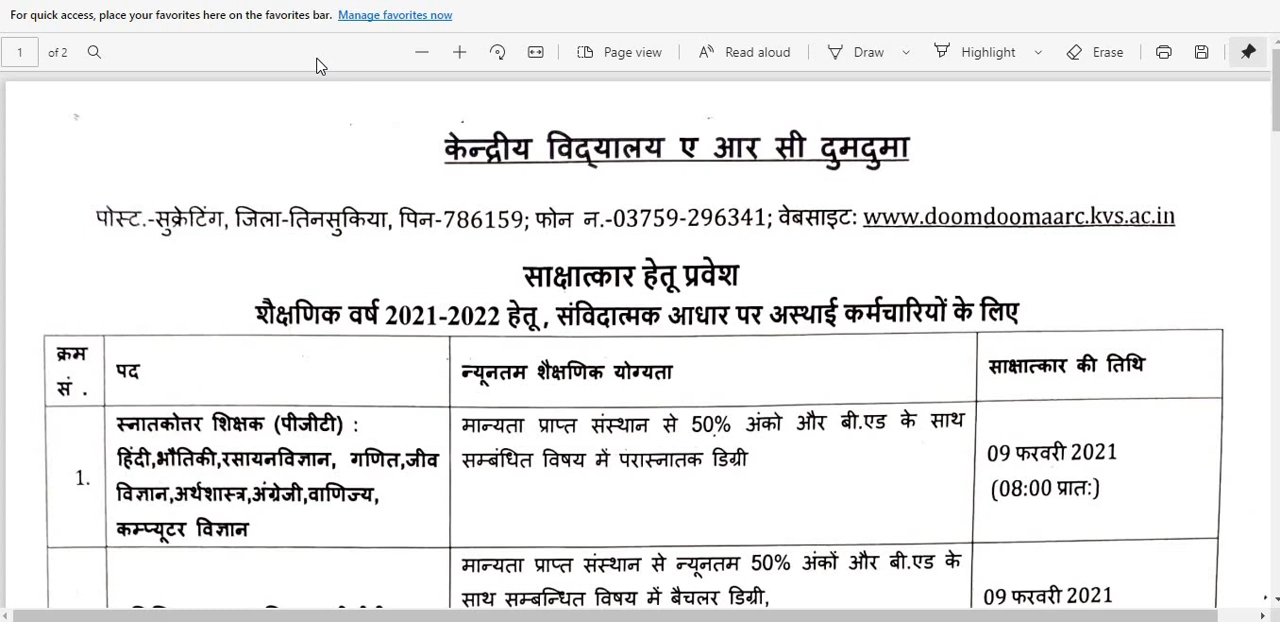 For quick access, place your favorites here on the favorites bar. Manage favorites now
1 of 2 Page view Read aloud Draw Highlight Erase
केन्द्रीय विद्यालय ए आर सी दुमदुमा
पोस्ट.-सुक्रेटिंग, जिला-तिनसुकिया, पिन-786159; फोन न.-03759-296341; वेबसाइट: www.doomdoomaarc.kvs.ac.in
साक्षात्कार हेतू प्रवेश
शैक्षणिक वर्ष 2021-2022 हेतू , संविदात्मक आधार पर अस्थाई कर्मचारियों के लिए
क्रम सं .
पद
न्यूनतम शैक्षणिक योग्यता
साक्षात्कार की तिथि
1.
स्नातकोत्तर शिक्षक (पीजीटी) :
हिंदी,भौतिकी,रसायनविज्ञान, गणित,जीव
विज्ञान,अर्थशास्त्र,अंग्रेजी,वाणिज्य,
कम्प्यूटर विज्ञान
मान्यता प्राप्त संस्थान से 50% अंको और बी.एड के साथ
सम्बंधित विषय में परास्नातक डिग्री
09 फरवरी 2021
(08:00 प्रात:)
मान्यता प्राप्त संस्थान से न्यूनतम 50% अंकों और बी.एड के
साथ सम्बन्धित विषय में बैचलर डिग्री,
09 फरवरी 2021